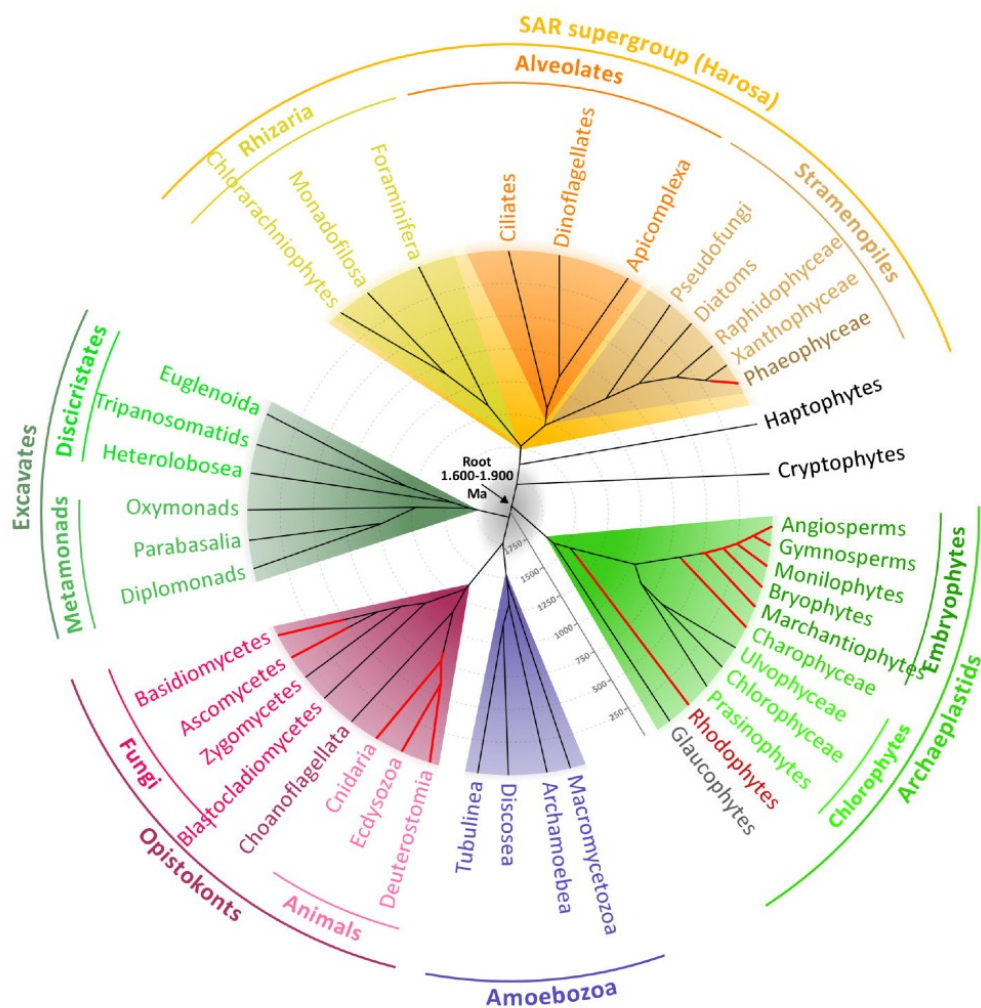 SAR supergroup (Harosa)
Alveolates
Rhizaria
Stramenopiles
Chlorarachniophytes
Monadofilosa
Foraminifera
Ciliates
Dinoflagellates
Apicomplexa
Pseudofungi
Diatoms
Raphidophyceae
Xanthophyceae
Phaeophyceae
Haptophytes
Cryptophytes
Root
1.600-1.900
Ma
Excavates
Discicristates
Euglenoida
Tripanosomatids
Heterolobosea
Metamonads
Oxymonads
Parabasalia
Diplomonads
1750
1500
1250
1000
750
500
250
Angiosperms
Gymnosperms
Monilophytes
Bryophytes
Marchantiophytes
Charophyceae
Ulvophyceae
Chlorophyceae
Prasinophytes
Rhodophytes
Glaucophytes
Embryophytes
Chlorophytes
Archaeplastids
Basidiomycetes
Ascomycetes
Zygomycetes
Blastocladiomycetes
Choanoflagellata
Cnidaria
Ecdysozoa
Deuterostomia
Fungi
Opistokonts
Animals
Tubulinea
Discosea
Archamoebea
Macromycetozoa
Amoebozoa